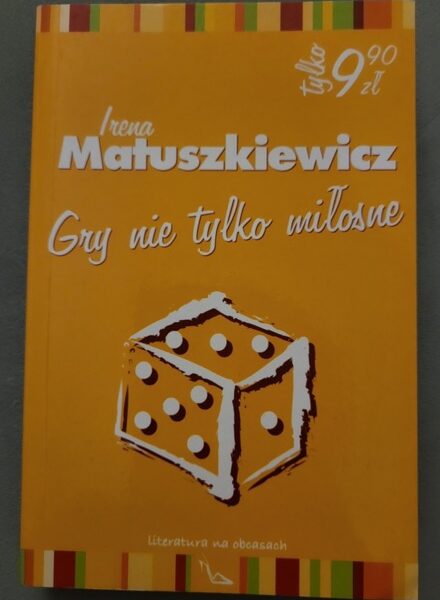 tylko 9 90 zł
Irena
Matuszkiewicz
Gry nie tylko miłosne
literatura na obcasach